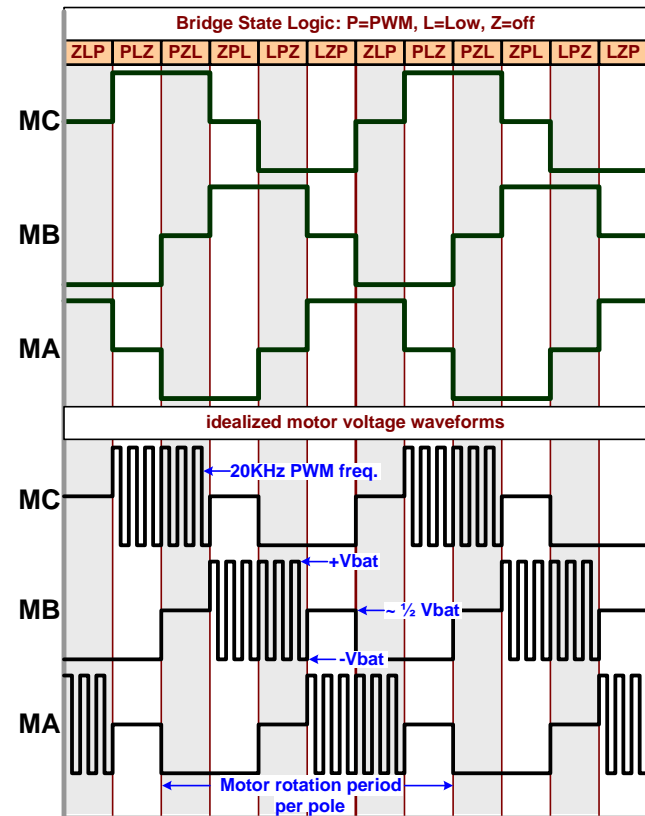 Bridge State Logic: P=PWM, L=Low, Z=off
ZLP PLZ PZL ZPL LPZ LZP ZLP PLZ PZL ZPL LPZ LZP
MC
MB
MA
idealized motor voltage waveforms
MC
20KHz PWM freq.
+Vbat
MB
~ ½ Vbat
-Vbat
MA
Motor rotation period
per pole